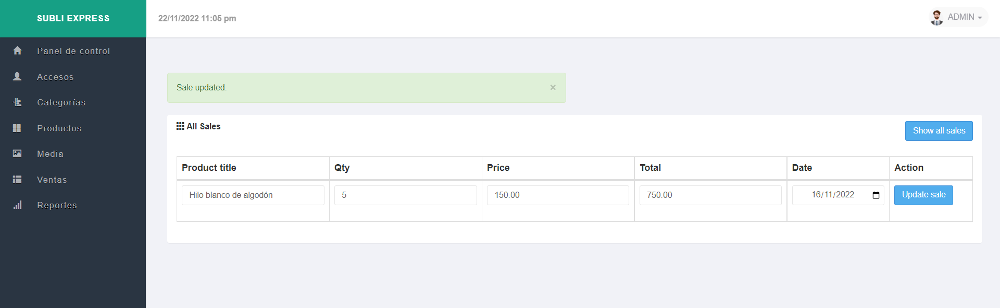 SUBLI EXPRESS
22/11/2022 11:05 pm
ADMIN
Panel de control
Accesos
Categorías
Productos
Media
Ventas
Reportes
Sale updated.
×
All Sales
Show all sales
Product title Qty Price Total Date Action
Hilo blanco de algodón 5 150.00 750.00 16/11/2022 Update sale